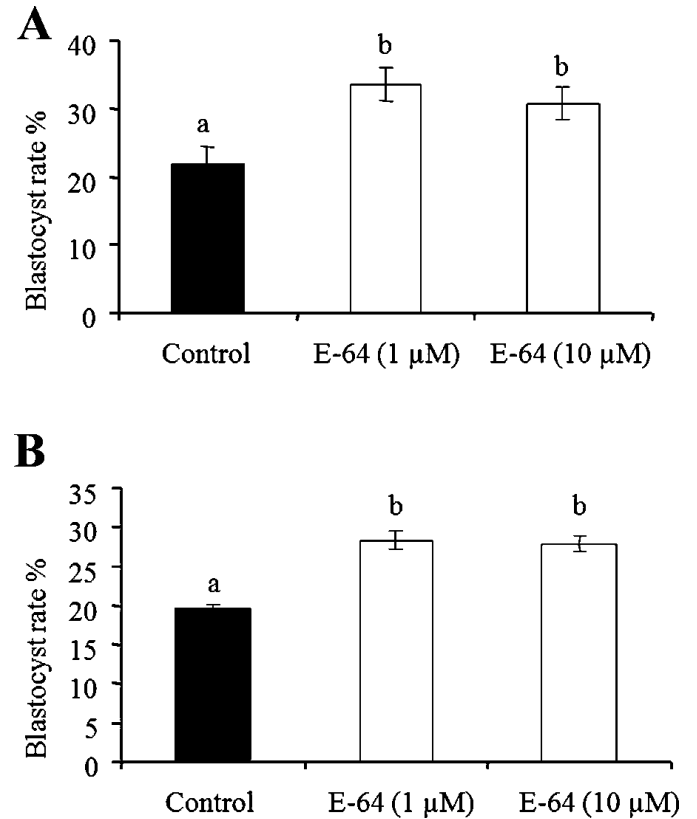 A
Blastocyst rate %
40
30
20
10
0
a
b
b
Control
E-64 (1 µM)
E-64 (10 µM)
B
Blastocyst rate %
35
30
25
20
15
10
5
0
a
b
b
Control
E-64 (1 µM)
E-64 (10 µM)